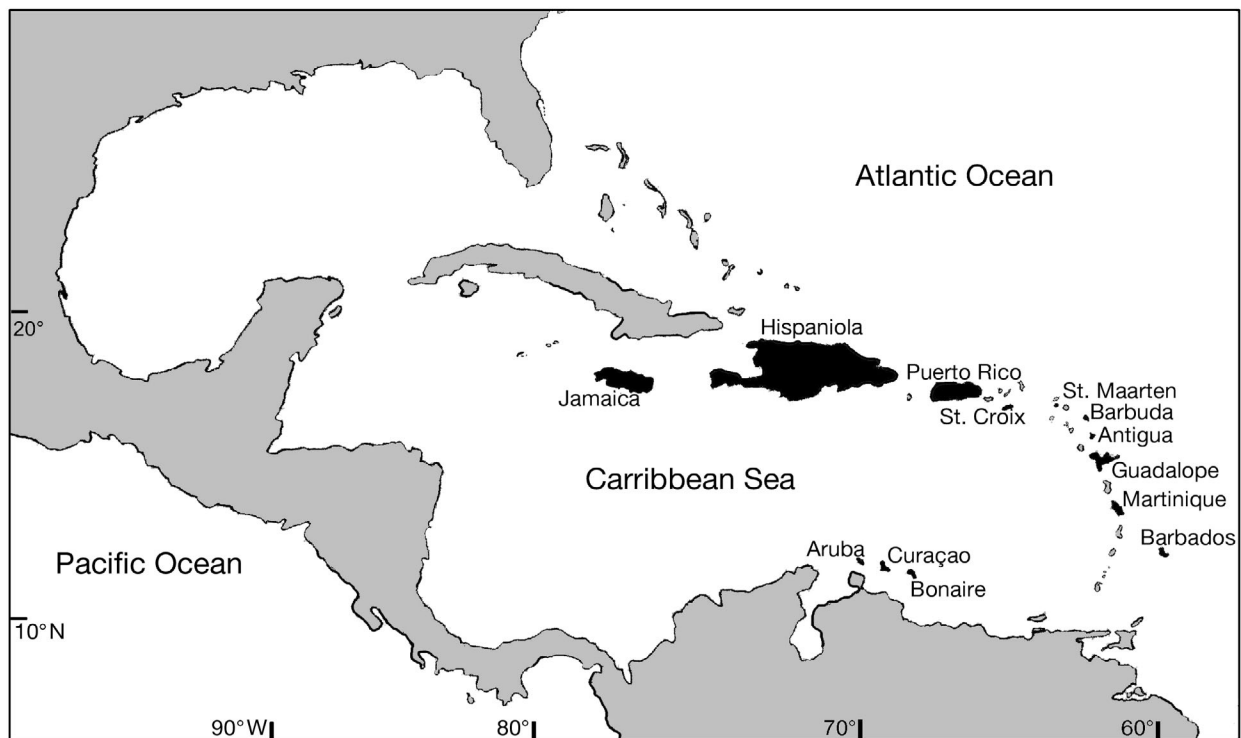 Atlantic Ocean
20°
Hispaniola
Jamaica
Puerto Rico
St. Croix
St. Maarten
Barbuda
Antigua
Guadalope
Martinique
Barbados
Carribbean Sea
Pacific Ocean
Aruba
Curaçao
Bonaire
10°N
90°W
80°
70°
60°